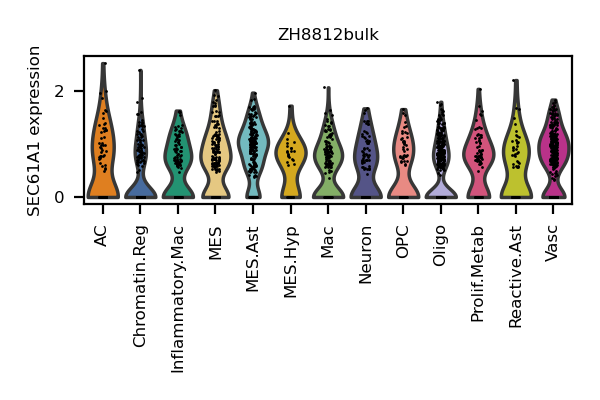 ZH8812bulk
SEC61A1 expression
2
0
AC
Chromatin.Reg
Inflammatory.Mac
MES
MES.Ast
MES.Hyp
Mac
Neuron
OPC
Oligo
Prolif.Metab
Reactive.Ast
Vasc